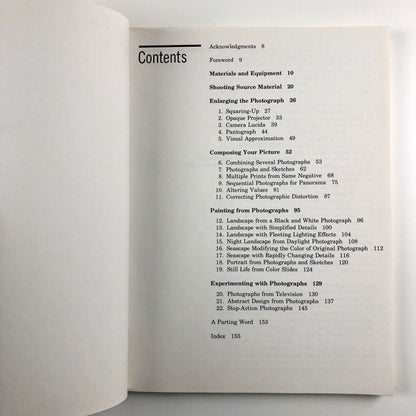 Contents
Acknowledgments 8
Foreword 9
Materials and Equipment 10
Shooting Source Material 20
Enlarging the Photograph 26
1. Squaring-Up 27
2. Opaque Projector 33
3. Camera Lucida 39
4. Pantograph 44
5. Visual Approximation 49
Composing Your Picture 52
6. Combining Several Photographs 53
7. Photographs and Sketches 62
8. Multiple Prints from Same Negative 68
9. Sequential Photographs for Panorama 75
10. Altering Values 81
11. Correcting Photographic Distortion 87
Painting from Photographs 95
12. Landscape from a Black and White Photograph 96
13. Landscape with Simplified Details 100
14. Landscape with Fleeting Lighting Effects 104
15. Night Landscape from Daylight Photograph 108
16. Seascape Modifying the Color of Original Photograph 112
17. Seascape with Rapidly Changing Details 116
18. Portrait from Photographs and Sketches 120
19. Still Life from Color Slides 124
Experimenting with Photographs 129
20. Photographs from Television 130
21. Abstract Design from Photographs 137
22. Stop-Action Photographs 145
A Parting Word 153
Index 155